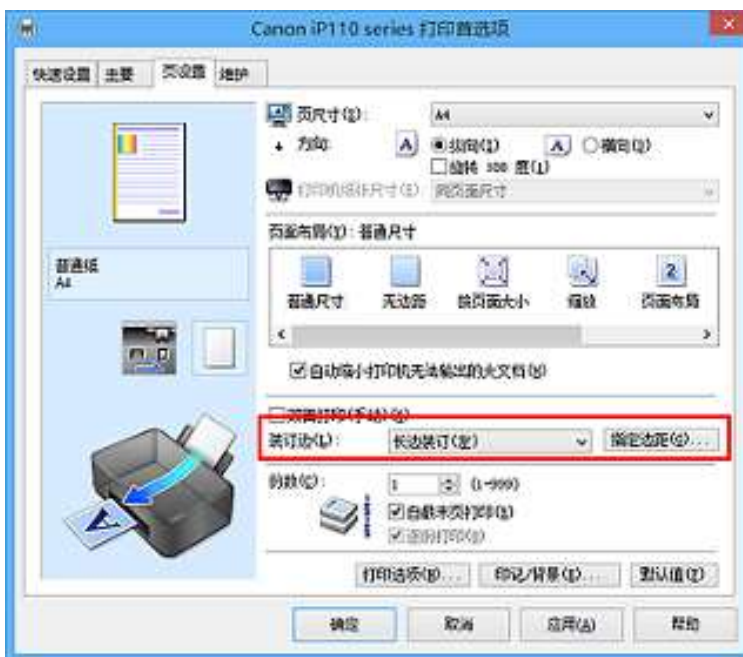 Canon iP110 series 打印首选项
快速设置 主要 页设置 维护
页尺寸(Z): A4
方向: A 纵向(1) A 横向(Q)
旋转 180 度(1)
打印机纸张尺寸(E) 同页面尺寸
页面布局(Y): 普通尺寸
普通纸
A4
2
普通尺寸 无边距 按页面大小 缩放 页面布局
自动缩小打印机无法输出的大文档(N)
双面打印(手动)(X)
装订边(L): 长边装订(左) 指定边距(G)...
份数(C): 1 (1-999)
自最末页打印(S)
逐份打印(O)
打印选项(B)... 印记/背景(P)... 默认值(T)
确定 取消 应用(A) 帮助